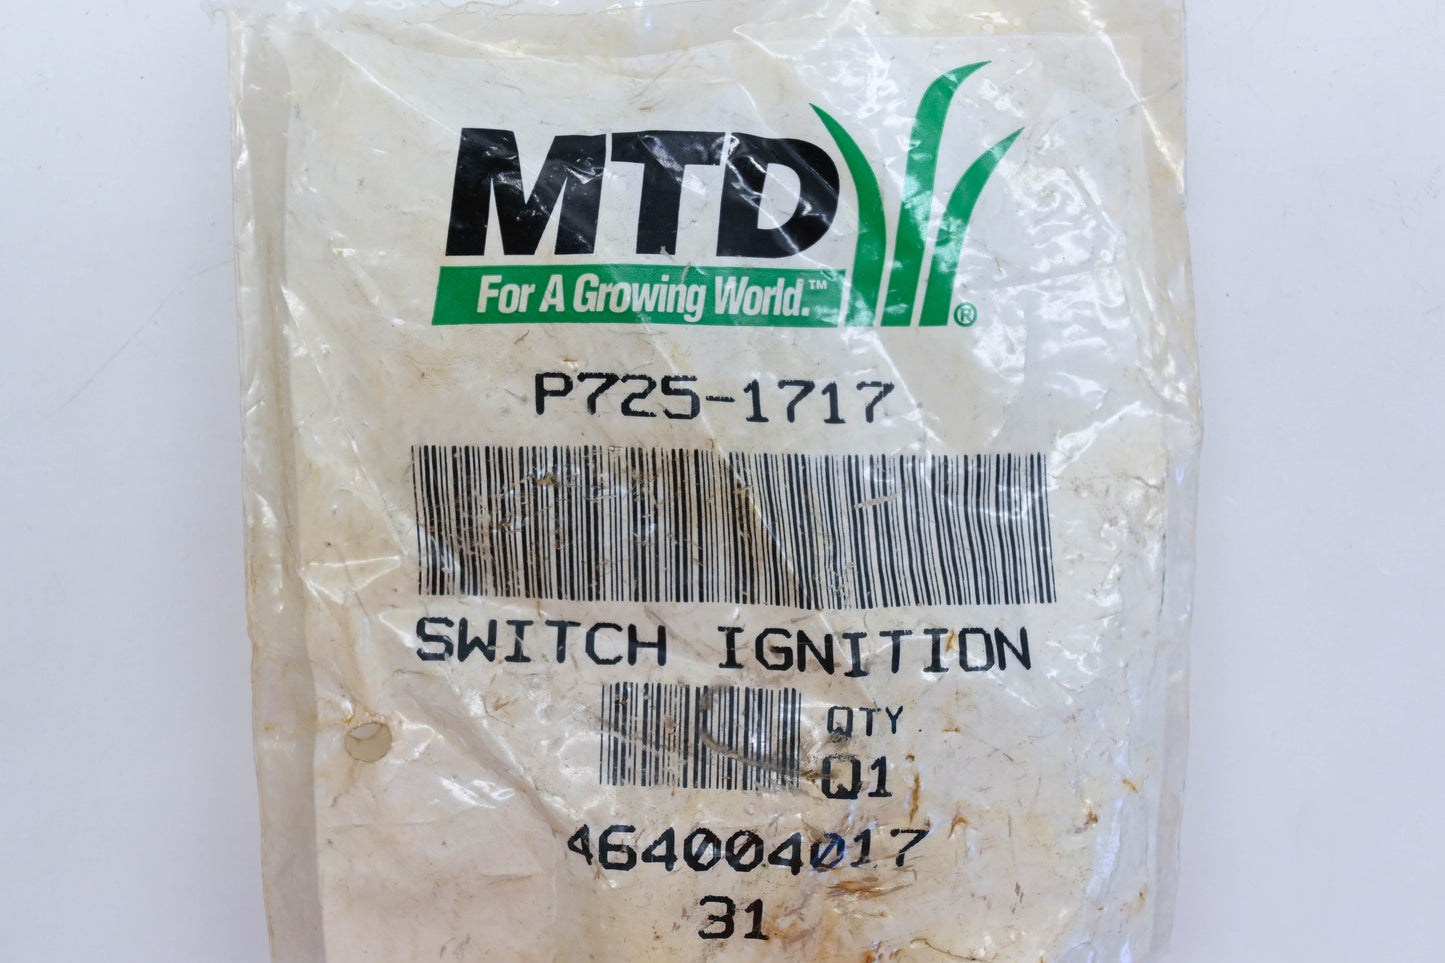 MTD
For A Growing World.™
®
P725-1717
SWITCH IGNITION
QTY
Q1
464004017
31